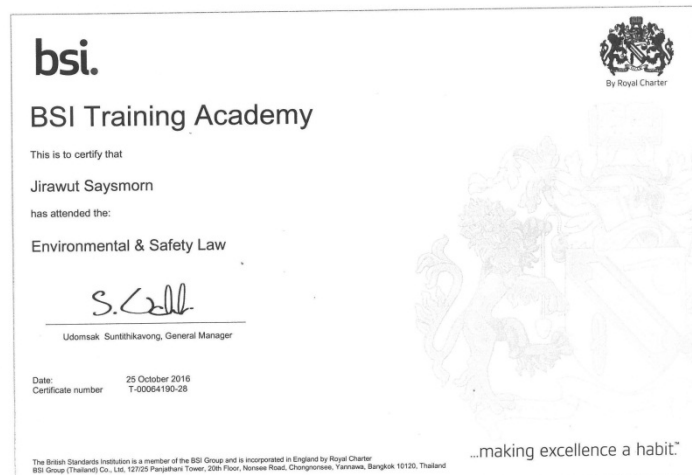 bsi.
By Royal Charter
BSI Training Academy
This is to certify that
Jirawut Saysmorn
has attended the:
Environmental & Safety Law
Udomsak Suntithikavong, General Manager
Date: 25 October 2016
Certificate number T-00064190-28
...making excellence a habit.™
The British Standards Institution is a member of the BSI Group and is incorporated in England by Royal Charter
BSI Group (Thailand) Co., Ltd, 127/25 Panjathani Tower, 20th Floor, Nonsee Road, Chongnonsee, Yannawa, Bangkok 10120, Thailand